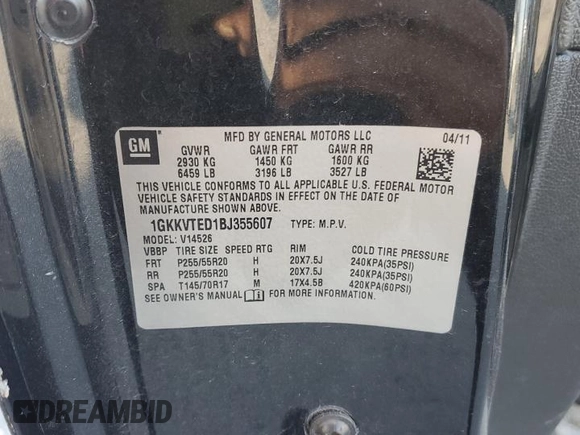 GM
MFD BY GENERAL MOTORS LLC
04/11
GVWR GAWR FRT GAWR RR
2930 KG 1450 KG 1600 KG
6459 LB 3196 LB 3527 LB
THIS VEHICLE CONFORMS TO ALL APPLICABLE U.S. FEDERAL MOTOR
VEHICLE SAFETY STANDARDS IN EFFECT ON THE DATE OF
MANUFACTURE SHOWN ABOVE.
1GKKVTED1BJ355607 TYPE: M.P.V.
MODEL: V14526
VBBP TIRE SIZE SPEED RTG RIM COLD TIRE PRESSURE
FRT P255/55R20 H 20X7.5J 240KPA(35PSI)
RR P255/55R20 H 20X7.5J 240KPA(35PSI)
SPA T145/70R17 M 17X4.5B 420KPA(60PSI)
SEE OWNER'S MANUAL i FOR MORE INFORMATION.
DREAMBID